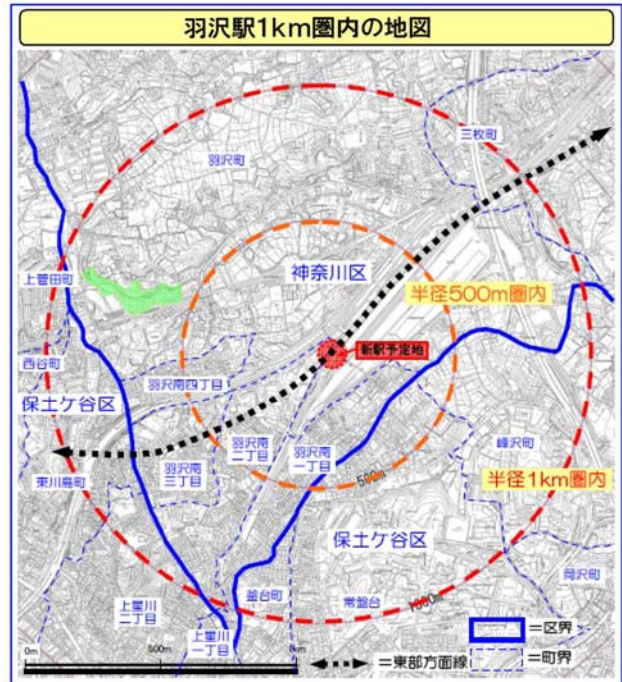 羽沢駅1km圏内の地図
三枚町
羽沢町
神奈川区
上菅田町
半径500m圏内
新駅予定地
西谷町
羽沢南四丁目
保土ケ谷区
羽沢南
二丁目
羽沢南
一丁目
峰沢町
羽沢南
三丁目
東川島町
500m
半径1km圏内
保土ケ谷区
岡沢町
釜台町
常盤台
1000m
上星川
二丁目
上星川
一丁目
=区界
0m
500m
1km
=東部方面線
=町界